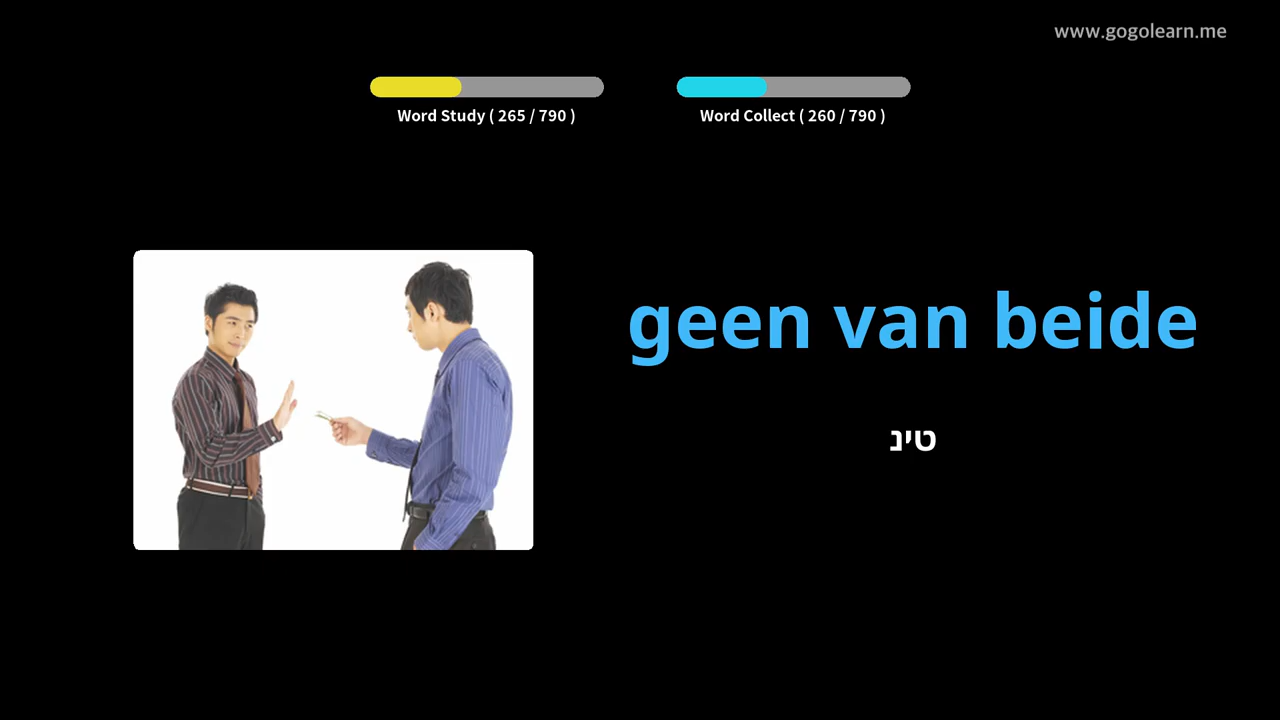 www.gogolearn.me
Word Study ( 265 / 790 )
Word Collect ( 260 / 790 )
geen van beide
טינ